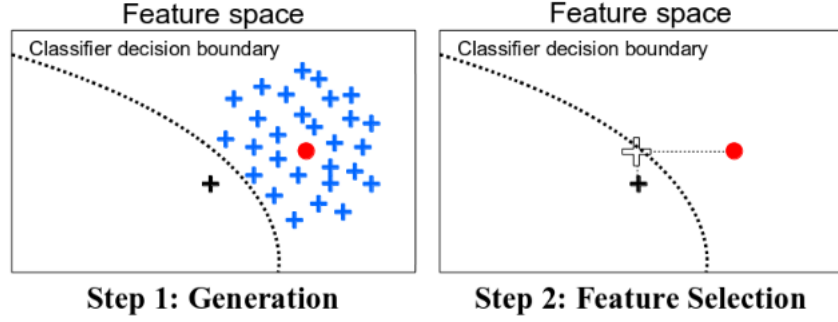 Feature space
Classifier decision boundary
Step 1: Generation
Feature space
Classifier decision boundary
Step 2: Feature Selection